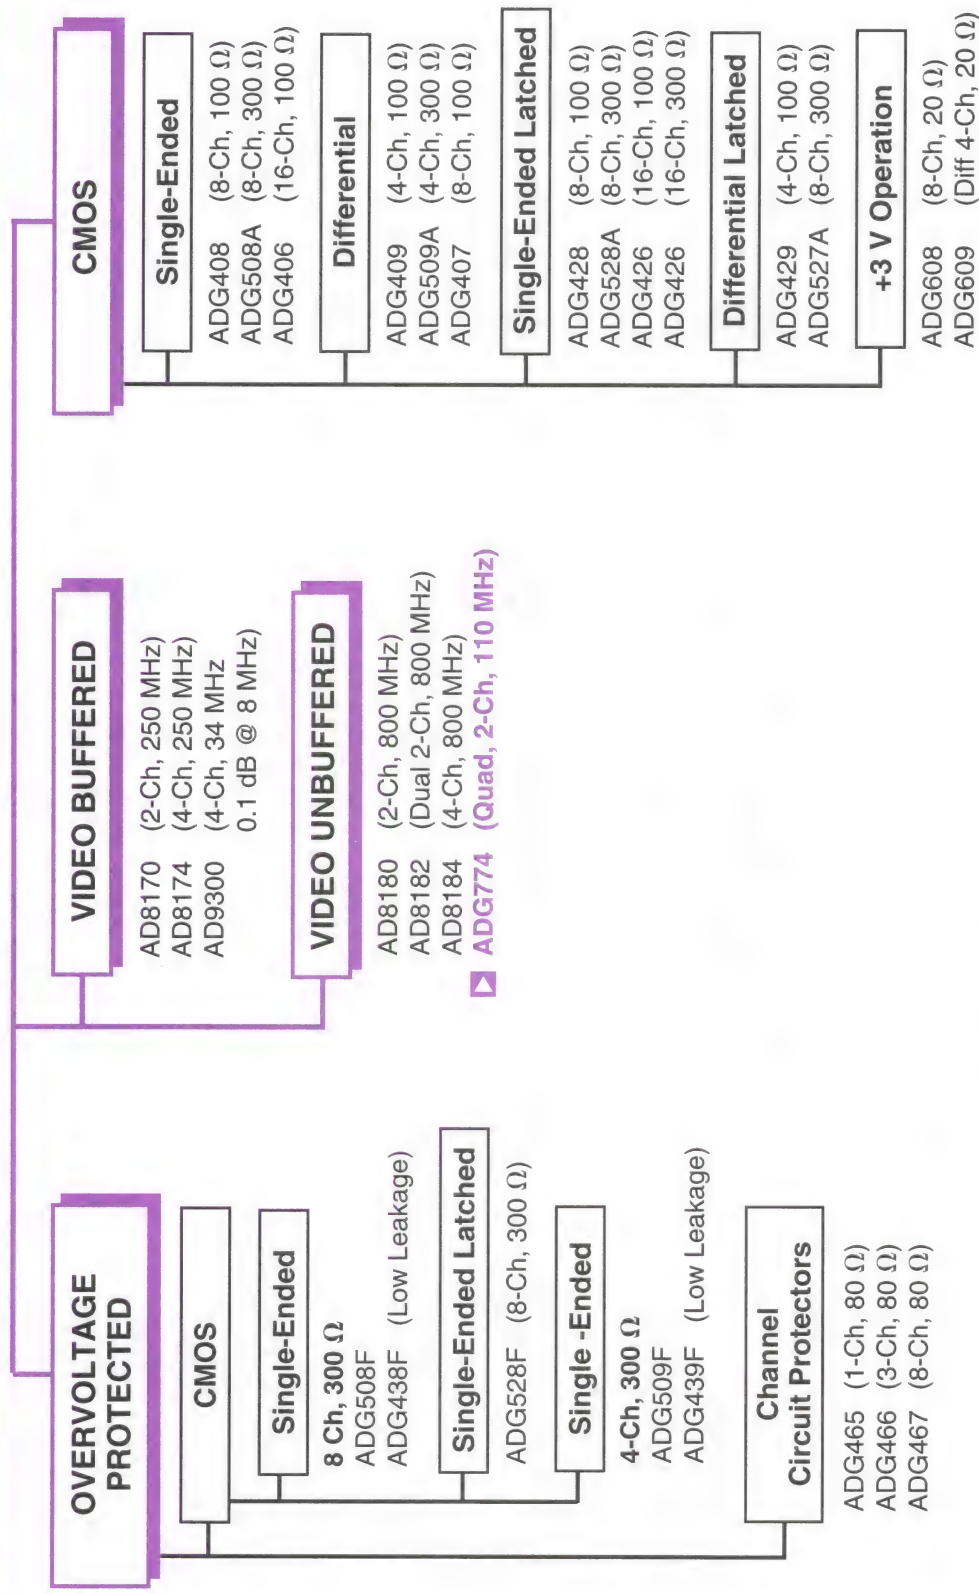 OVERVOLTAGE
PROTECTED
CMOS
Single-Ended
8 Ch, 300 Ω
ADG508F
ADG438F (Low Leakage)
Single-Ended Latched
ADG528F (8-Ch, 300 Ω)
Single -Ended
4-Ch, 300 Ω
ADG509F
ADG439F (Low Leakage)
Channel
Circuit Protectors
ADG465 (1-Ch, 80 Ω)
ADG466 (3-Ch, 80 Ω)
ADG467 (8-Ch, 80 Ω)
VIDEO BUFFERED
AD8170 (2-Ch, 250 MHz)
AD8174 (4-Ch, 250 MHz)
AD9300 (4-Ch, 34 MHz
0.1 dB @ 8 MHz)
VIDEO UNBUFFERED
AD8180 (2-Ch, 800 MHz)
AD8182 (Dual 2-Ch, 800 MHz)
AD8184 (4-Ch, 800 MHz)
ADG774 (Quad, 2-Ch, 110 MHz)
CMOS
Single-Ended
ADG408 (8-Ch, 100 Ω)
ADG508A (8-Ch, 300 Ω)
ADG406 (16-Ch, 100 Ω)
Differential
ADG409 (4-Ch, 100 Ω)
ADG509A (4-Ch, 300 Ω)
ADG407 (8-Ch, 100 Ω)
Single-Ended Latched
ADG428 (8-Ch, 100 Ω)
ADG528A (8-Ch, 300 Ω)
ADG426 (16-Ch, 100 Ω)
ADG426 (16-Ch, 300 Ω)
Differential Latched
ADG429 (4-Ch, 100 Ω)
ADG527A (8-Ch, 300 Ω)
+3 V Operation
ADG608 (8-Ch, 20 Ω)
ADG609 (Diff 4-Ch, 20 Ω)